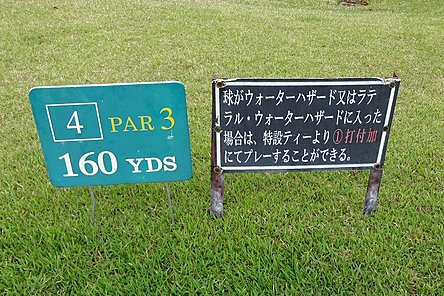 4 PAR 3
160 YDS
球がウォーターハザード又はラテ
ラル・ウォーターハザードに入った
場合は、特設ティーより①打付加
にてプレーすることができる。